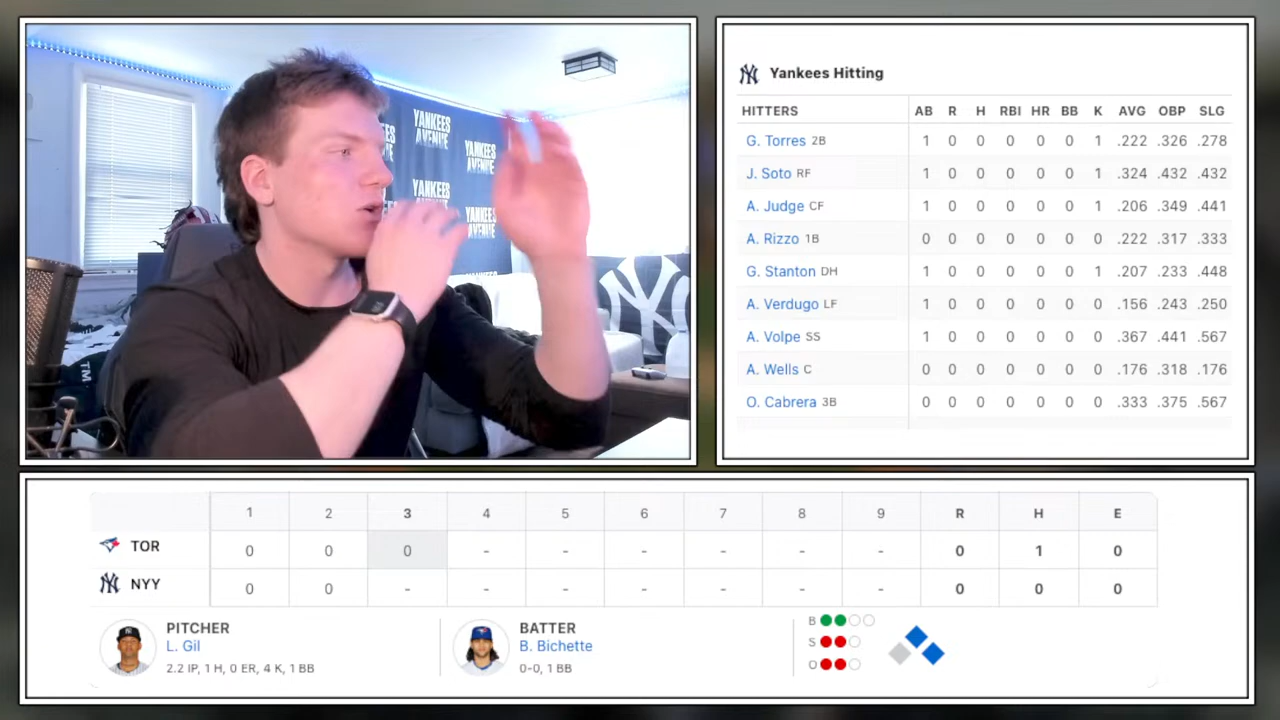 YANKEES
AVENUE
YANKEES
AVENUE
YANKEES
AVENUE
YANKEES
TM
Yankees Hitting
HITTERS AB R H RBI HR BB K AVG OBP SLG
G. Torres 2B 1 0 0 0 0 0 1 .222 .326 .278
J. Soto RF 1 0 0 0 0 0 1 .324 .432 .432
A. Judge CF 1 0 0 0 0 0 1 .206 .349 .441
A. Rizzo 1B 0 0 0 0 0 0 0 .222 .317 .333
G. Stanton DH 1 0 0 0 0 0 1 .207 .233 .448
A. Verdugo LF 1 0 0 0 0 0 0 .156 .243 .250
A. Volpe SS 1 0 0 0 0 0 0 .367 .441 .567
A. Wells C 0 0 0 0 0 0 0 .176 .318 .176
O. Cabrera 3B 0 0 0 0 0 0 0 .333 .375 .567
1 2 3 4 5 6 7 8 9 R H E
TOR 0 0 0 - - - - - - 0 1 0
NYY 0 0 - - - - - - - 0 0 0
PITCHER
L. Gil
2.2 IP, 1 H, 0 ER, 4 K, 1 BB
BATTER
B. Bichette
0-0, 1 BB
B
S
O